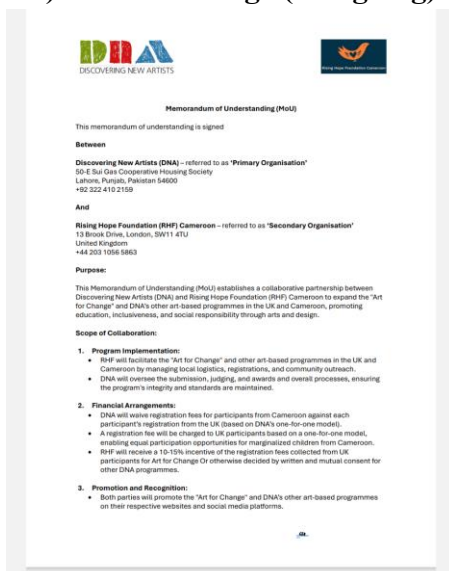 DNA
DISCOVERING NEW ARTISTS
Rising Hope Foundation Cameroon
Memorandum of Understanding (MoU)
This memorandum of understanding is signed
Between
Discovering New Artists (DNA) – referred to as 'Primary Organisation'
50-E Sui Gas Cooperative Housing Society
Lahore, Punjab, Pakistan 54600
+92 322 410 2159
And
Rising Hope Foundation (RHF) Cameroon – referred to as 'Secondary Organisation'
13 Brook Drive, London, SW11 4TU
United Kingdom
+44 203 1056 5863
Purpose:
This Memorandum of Understanding (MoU) establishes a collaborative partnership between
Discovering New Artists (DNA) and Rising Hope Foundation (RHF) Cameroon to expand the "Art
for Change" and DNA's other art-based programmes in the UK and Cameroon, promoting
education, inclusiveness, and social responsibility through arts and design.
Scope of Collaboration:
1. Program Implementation:
• RHF will facilitate the "Art for Change" and other art-based programmes in the UK and
Cameroon by managing local logistics, registrations, and community outreach.
• DNA will oversee the submission, judging, and awards and overall processes, ensuring
the program's integrity and standards are maintained.
2. Financial Arrangements:
• DNA will waive registration fees for participants from Cameroon against each
participant's registration from the UK (based on DNA's one-for-one model).
• A registration fee will be charged to UK participants based on a one-for-one model,
enabling equal participation opportunities for marginalized children from Cameroon.
• RHF will receive a 10-15% incentive of the registration fees collected from UK
participants for Art for Change Or otherwise decided by written and mutual consent for
other DNA programmes.
3. Promotion and Recognition:
• Both parties will promote the "Art for Change" and DNA's other art-based programmes
on their respective websites and social media platforms.